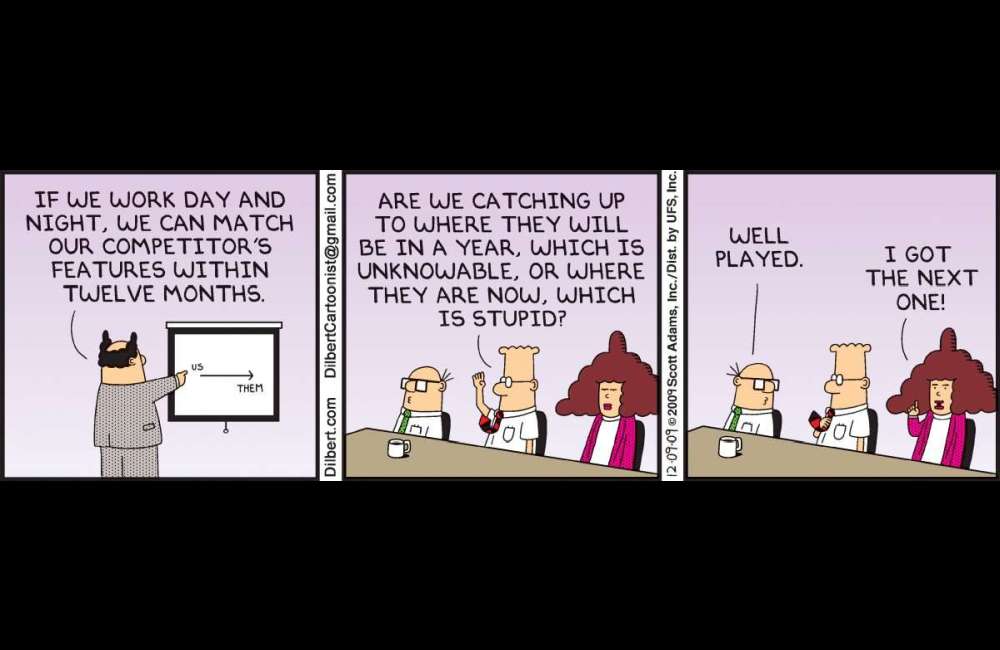 IF WE WORK DAY AND
NIGHT, WE CAN MATCH
OUR COMPETITOR'S
FEATURES WITHIN
TWELVE MONTHS.
US
THEM
Dilbert.com DilbertCartoonist@gmail.com
ARE WE CATCHING UP
TO WHERE THEY WILL
BE IN A YEAR, WHICH IS
UNKNOWABLE, OR WHERE
THEY ARE NOW, WHICH
IS STUPID?
12-09-09 ©2009 Scott Adams, Inc./Dist. by UFS, Inc.
WELL
PLAYED.
I GOT
THE NEXT
ONE!